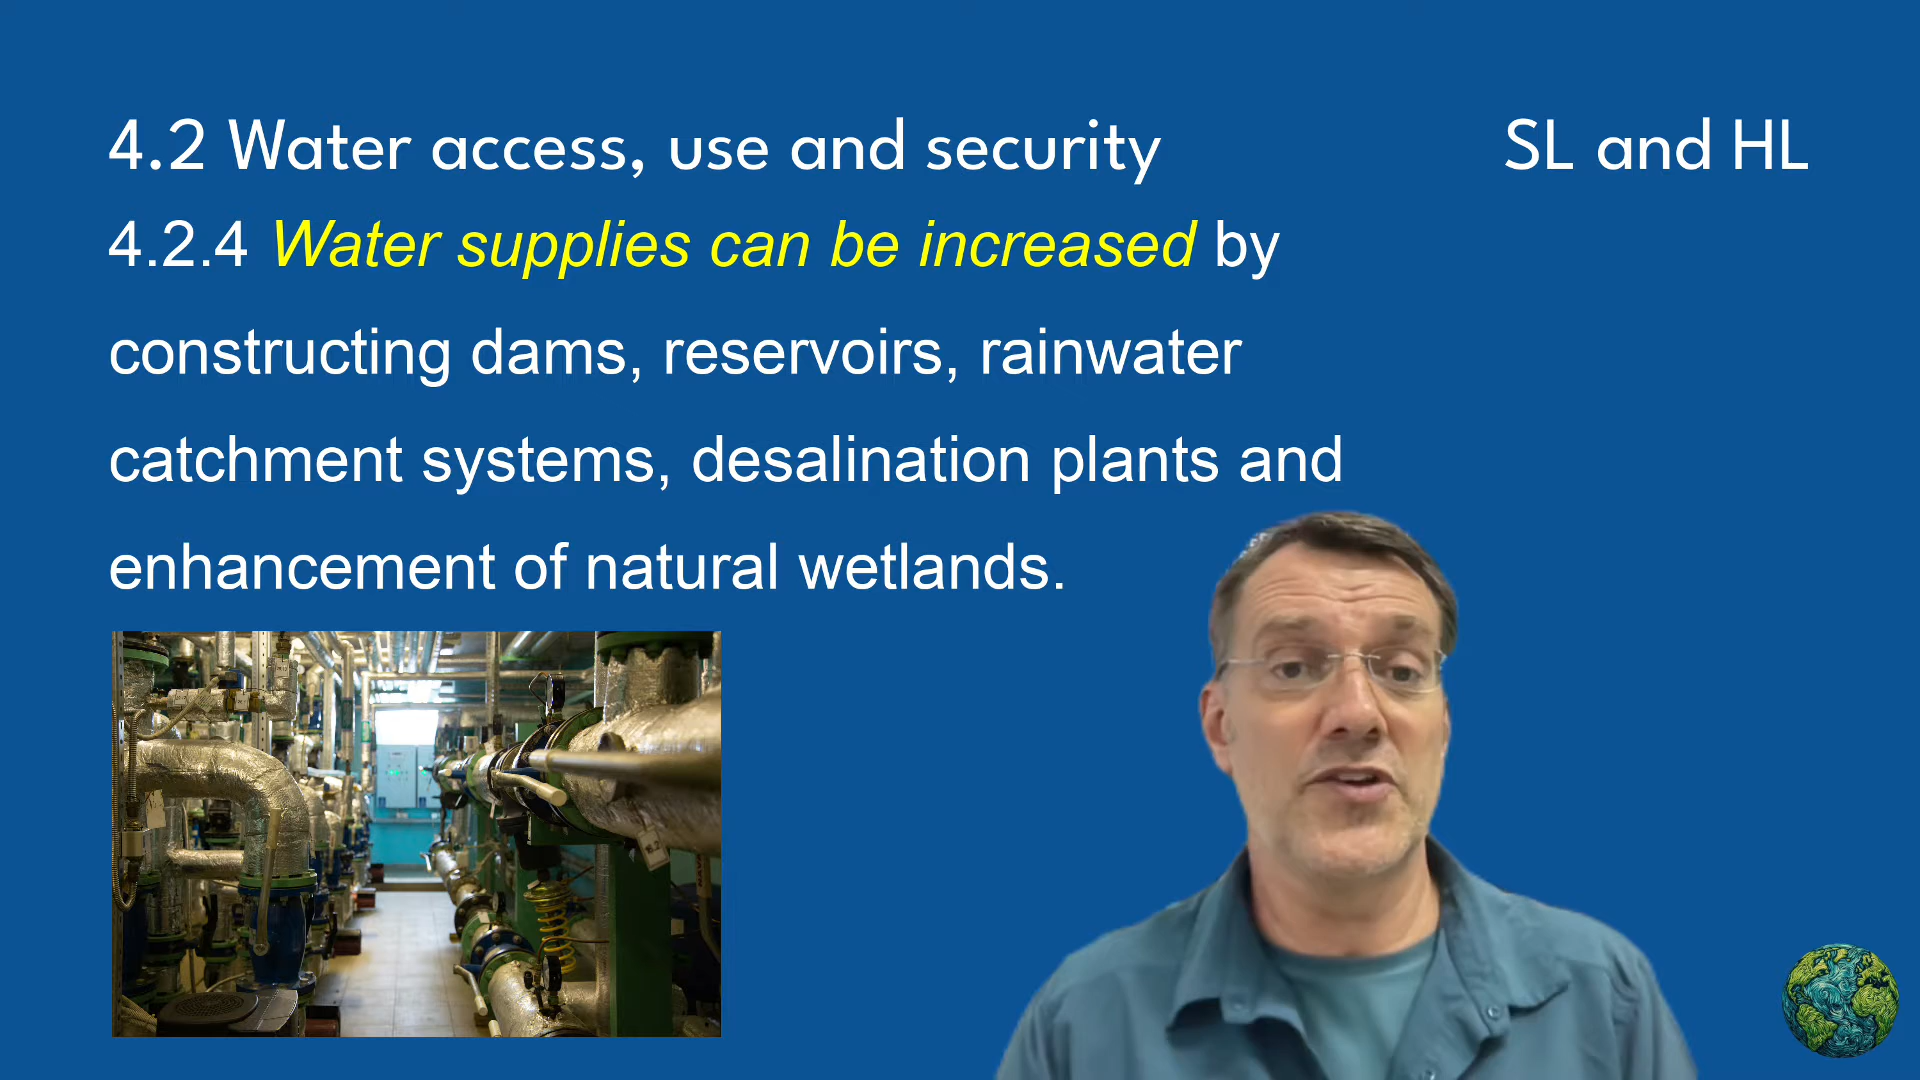 4.2 Water access, use and security
SL and HL
4.2.4 Water supplies can be increased by
constructing dams, reservoirs, rainwater
catchment systems, desalination plants and
enhancement of natural wetlands.